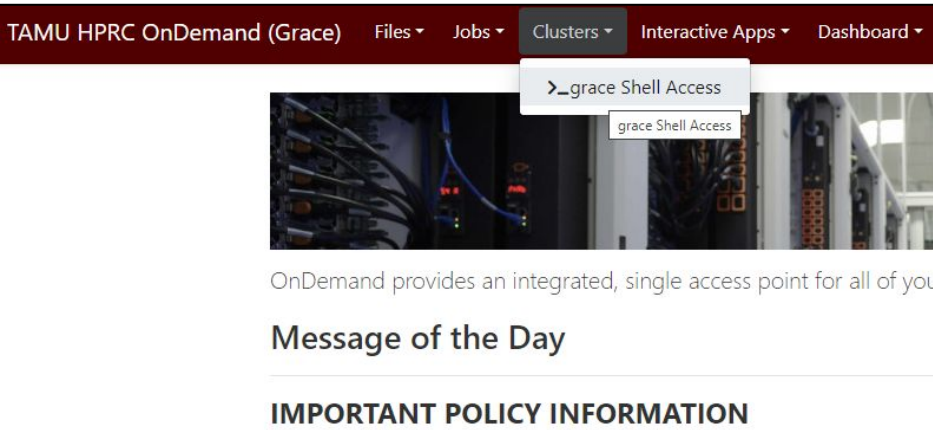 TAMU HPRC OnDemand (Grace) Files Jobs Clusters Interactive Apps Dashboard
>_grace Shell Access
grace Shell Access
OnDemand provides an integrated, single access point for all of you
Message of the Day
IMPORTANT POLICY INFORMATION